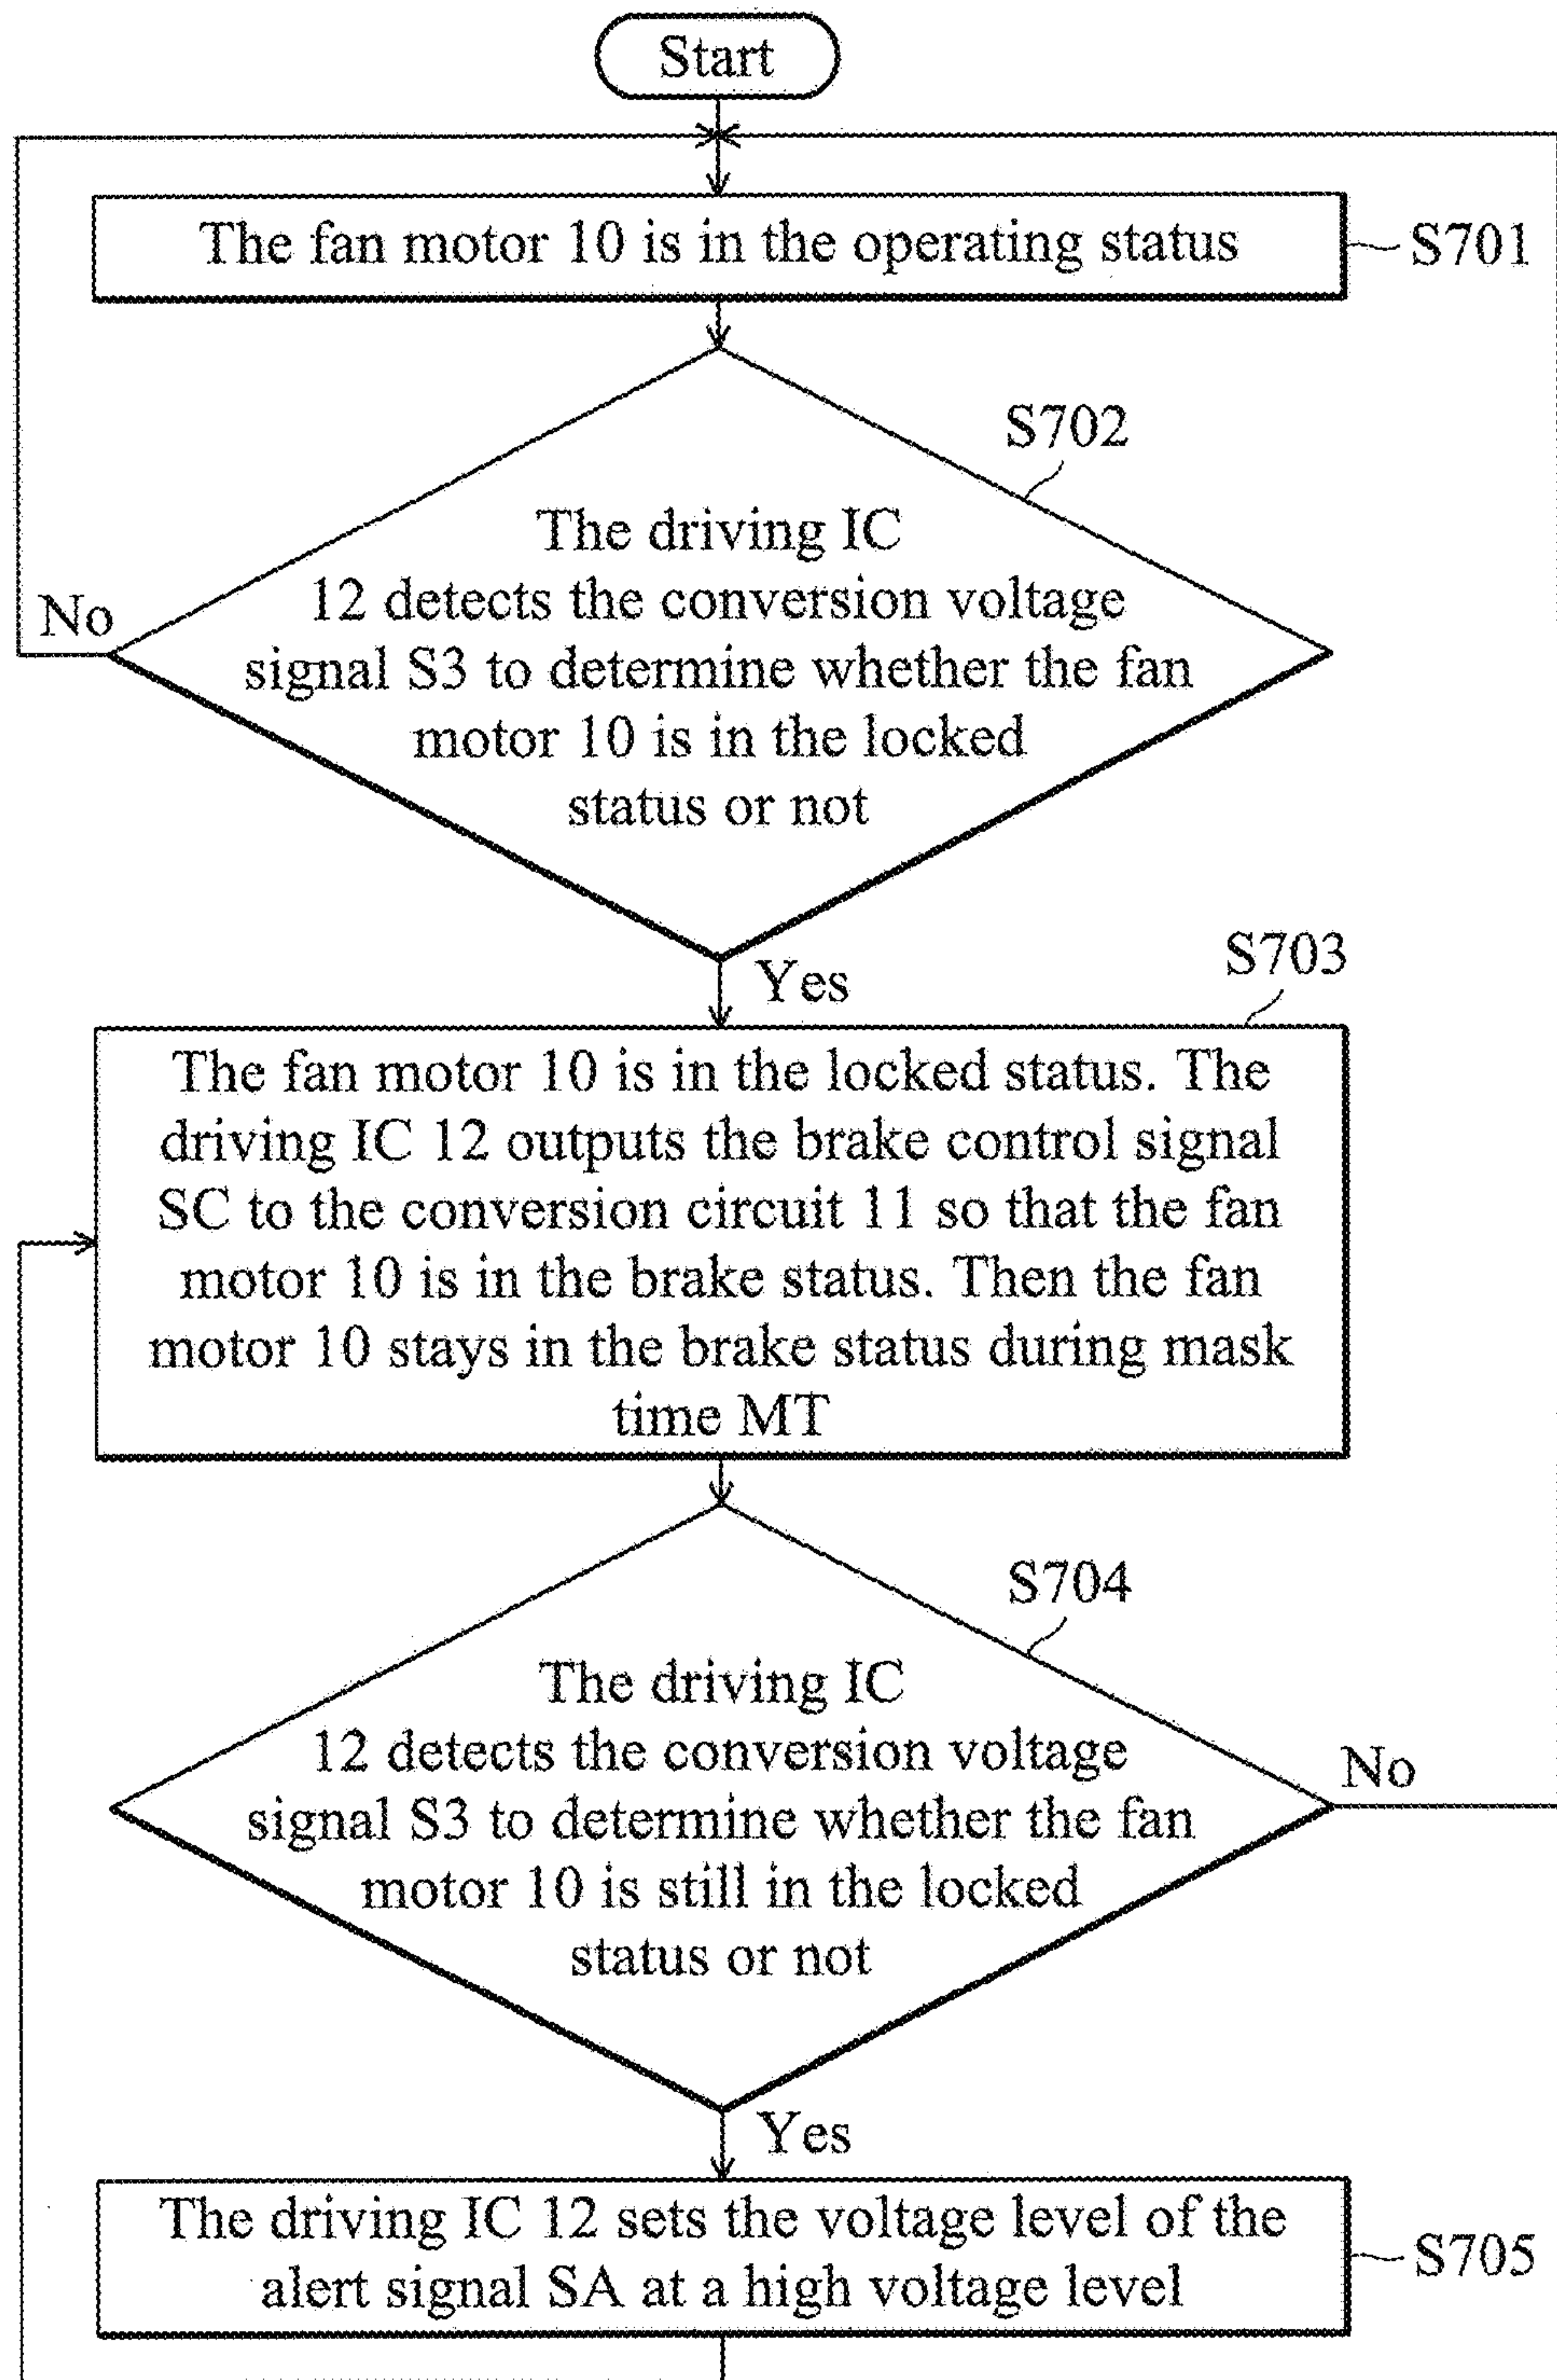 Start
The fan motor 10 is in the operating status
S701
S702
The driving IC
12 detects the conversion voltage
signal S3 to determine whether the fan
motor 10 is in the locked
status or not
No
Yes
S703
The fan motor 10 is in the locked status. The
driving IC 12 outputs the brake control signal
SC to the conversion circuit 11 so that the fan
motor 10 is in the brake status. Then the fan
motor 10 stays in the brake status during mask
time MT
S704
The driving IC
12 detects the conversion voltage
signal S3 to determine whether the fan
motor 10 is still in the locked
status or not
No
Yes
The driving IC 12 sets the voltage level of the
alert signal SA at a high voltage level
S705